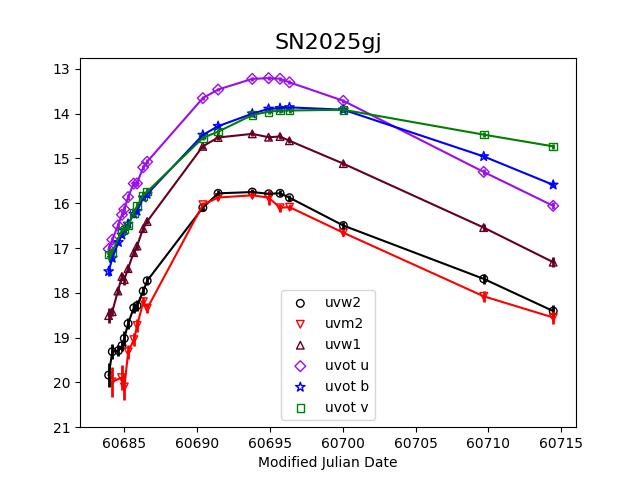 SN2025gj
13
14
15
16
17
18
19
20
21
uvw2
uvm2
uvw1
uvot u
uvot b
uvot v
60685 60690 60695 60700 60705 60710 60715
Modified Julian Date